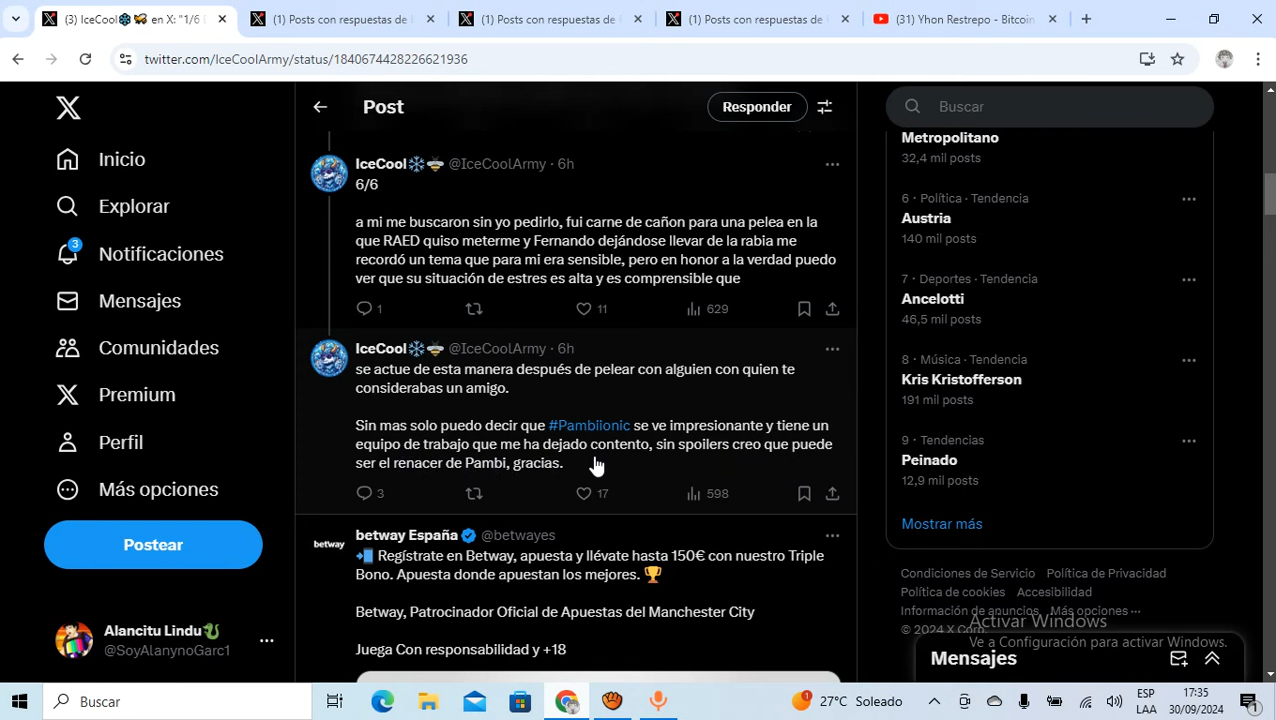 (3) IceCool❄️🐝 en X: "1/6
(1) Posts con respuestas de
(1) Posts con respuestas de
(1) Posts con respuestas de
(31) Yhon Restrepo - Bitcoin
twitter.com/IceCoolArmy/status/1840674428226621936
Inicio
Explorar
3
Notificaciones
Mensajes
Comunidades
Premium
Perfil
Más opciones
Postear
Alancitu Lindu🐉
@SoyAlanynoGarc1
Post
Responder
IceCool❄️🐝 @IceCoolArmy · 6h
6/6
a mi me buscaron sin yo pedirlo, fui carne de cañon para una pelea en la
que RAED quiso meterme y Fernando dejándose llevar de la rabia me
recordó un tema que para mi era sensible, pero en honor a la verdad puedo
ver que su situación de estres es alta y es comprensible que
1 11 629
IceCool❄️🐝 @IceCoolArmy · 6h
se actue de esta manera después de pelear con alguien con quien te
considerabas un amigo.
Sin mas solo puedo decir que #Pambiionic se ve impresionante y tiene un
equipo de trabajo que me ha dejado contento, sin spoilers creo que puede
ser el renacer de Pambi, gracias.
3 17 598
betway España @betwayes
betway
📲 Regístrate en Betway, apuesta y llévate hasta 150€ con nuestro Triple
Bono. Apuesta donde apuestan los mejores. 🏆
Betway, Patrocinador Oficial de Apuestas del Manchester City
Juega Con responsabilidad y +18
Buscar
Metropolitano
32,4 mil posts
6 · Política · Tendencia
Austria
140 mil posts
7 · Deportes · Tendencia
Ancelotti
46,5 mil posts
8 · Música · Tendencia
Kris Kristofferson
191 mil posts
9 · Tendencias
Peinado
12,9 mil posts
Mostrar más
Condiciones de Servicio Política de Privacidad
Política de cookies Accesibilidad
Información de anuncios Más opciones ···
© 2024 X Corp.
Activar Windows
Ve a Configuración para activar Windows.
Mensajes
Buscar
1
27°C Soleado
ESP
LAA
17:35
30/09/2024
1